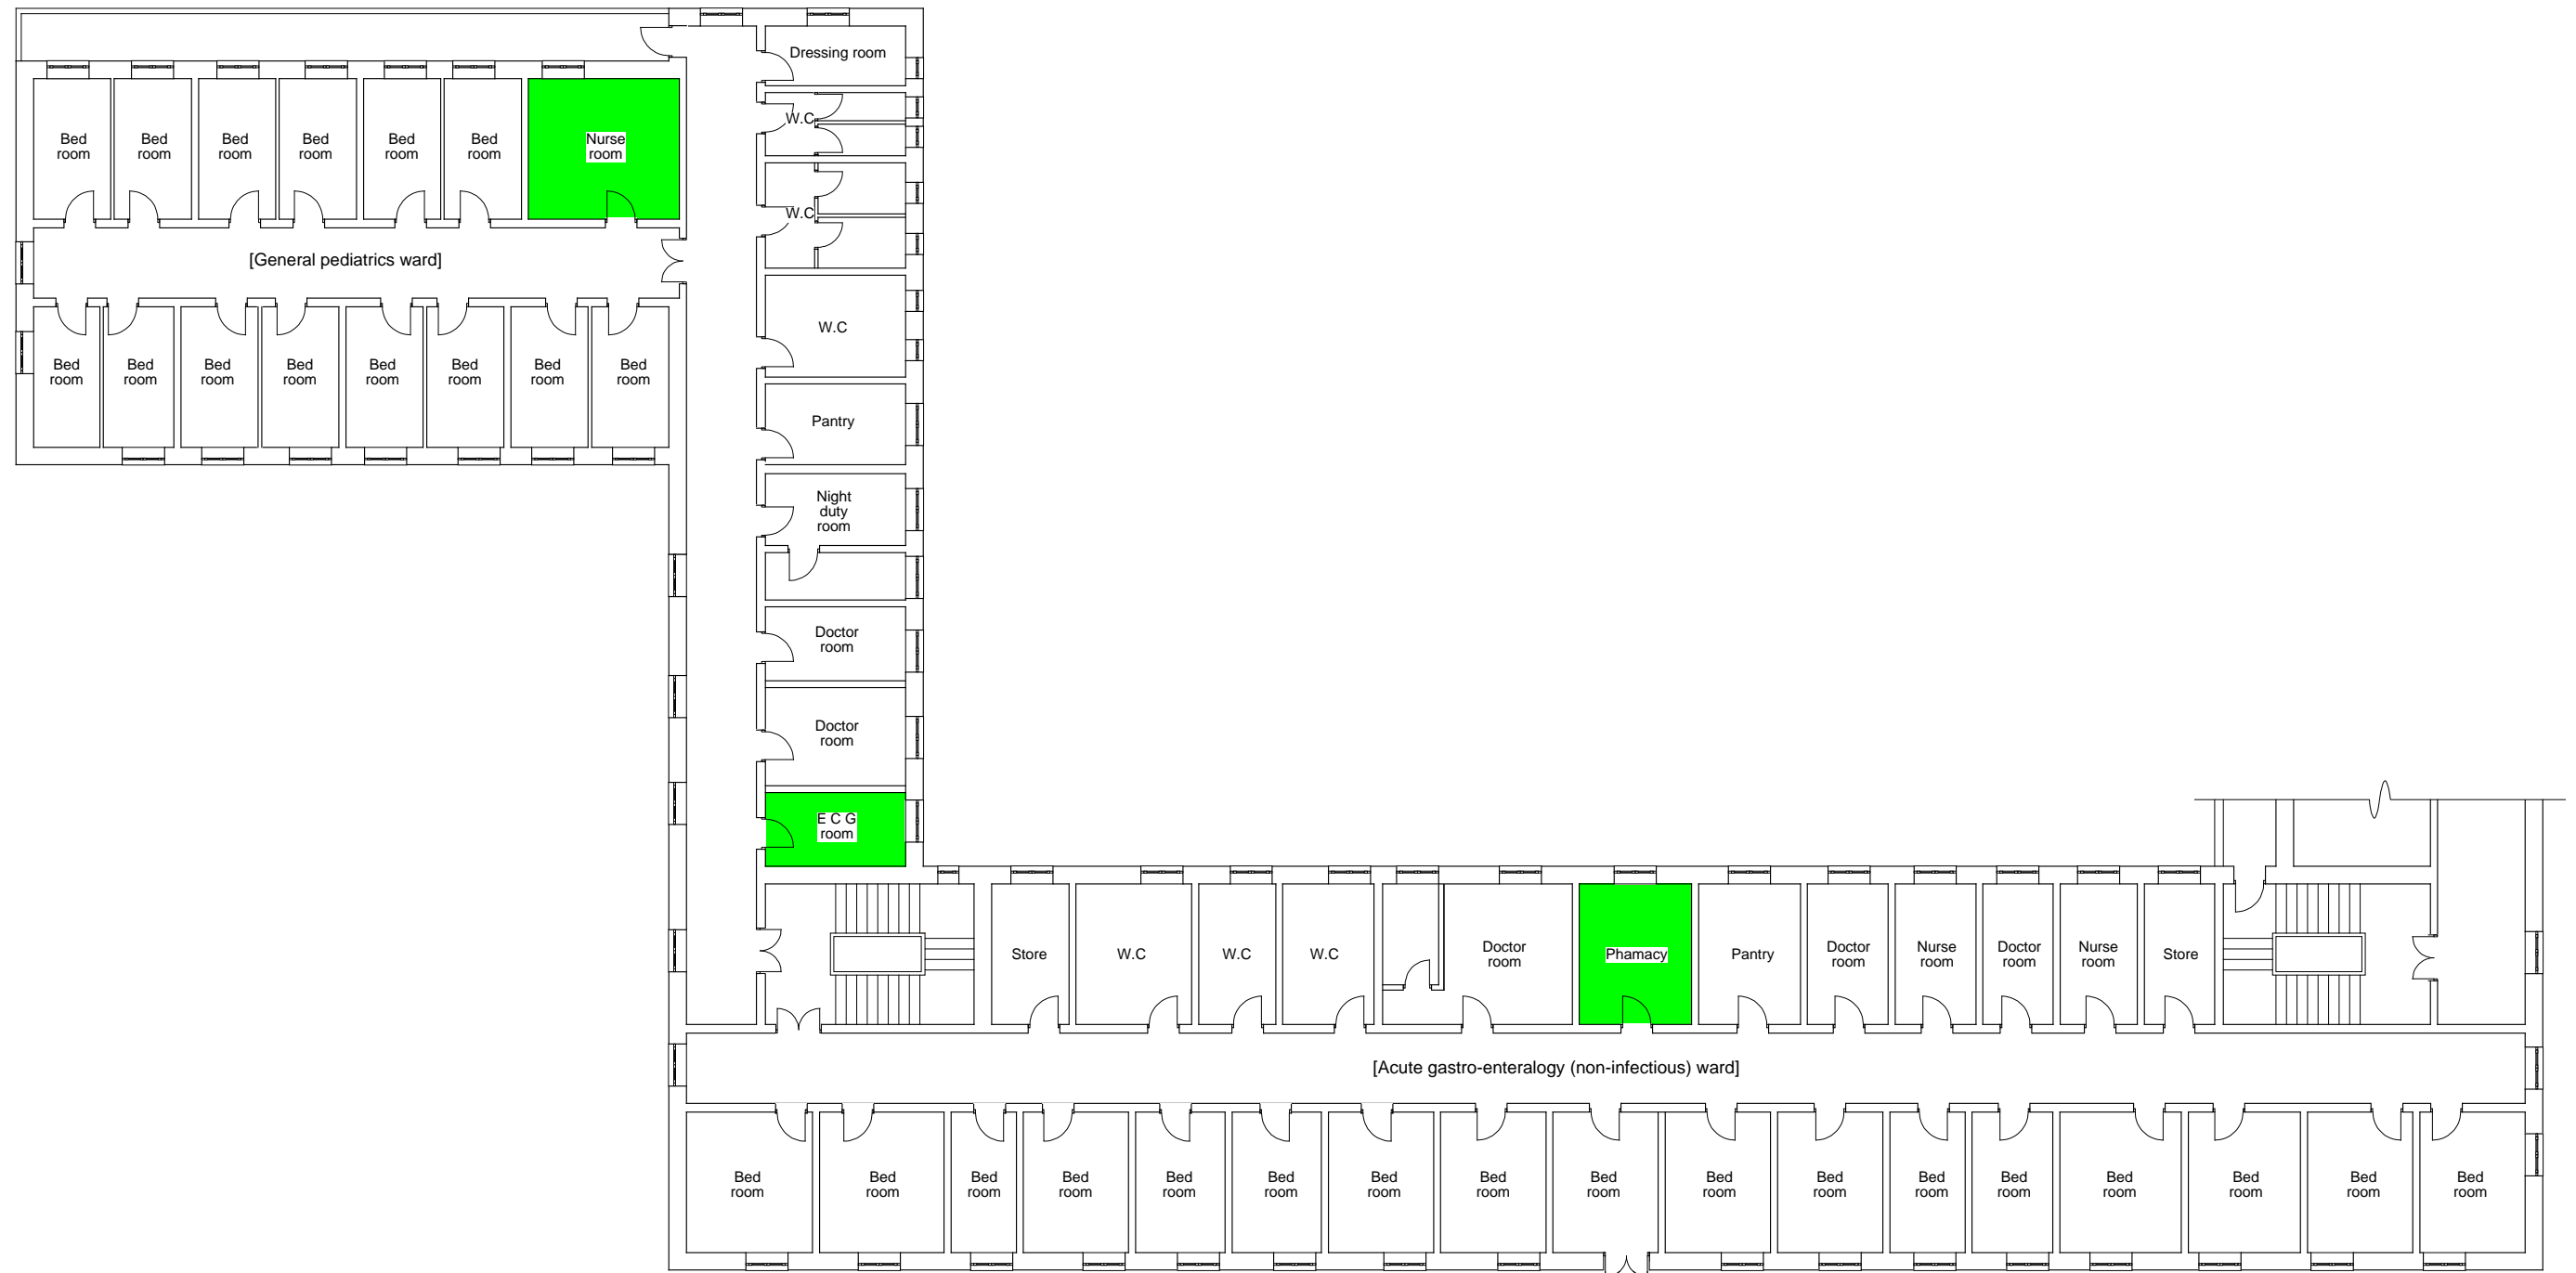 Dressing room
W.C
Bed
room
Bed
room
Bed
room
Bed
room
Bed
room
Bed
room
Nurse
room
W.C
[General pediatrics ward]
W.C
Bed
room
Bed
room
Bed
room
Bed
room
Bed
room
Bed
room
Bed
room
Bed
room
Pantry
Night
duty
room
Doctor
room
Doctor
room
E C G
room
Store
W.C
W.C
W.C
Doctor
room
Phamacy
Pantry
Doctor
room
Nurse
room
Doctor
room
Nurse
room
Store
[Acute gastro-enteralogy (non-infectious) ward]
Bed
room
Bed
room
Bed
room
Bed
room
Bed
room
Bed
room
Bed
room
Bed
room
Bed
room
Bed
room
Bed
room
Bed
room
Bed
room
Bed
room
Bed
room
Bed
room
Bed
room